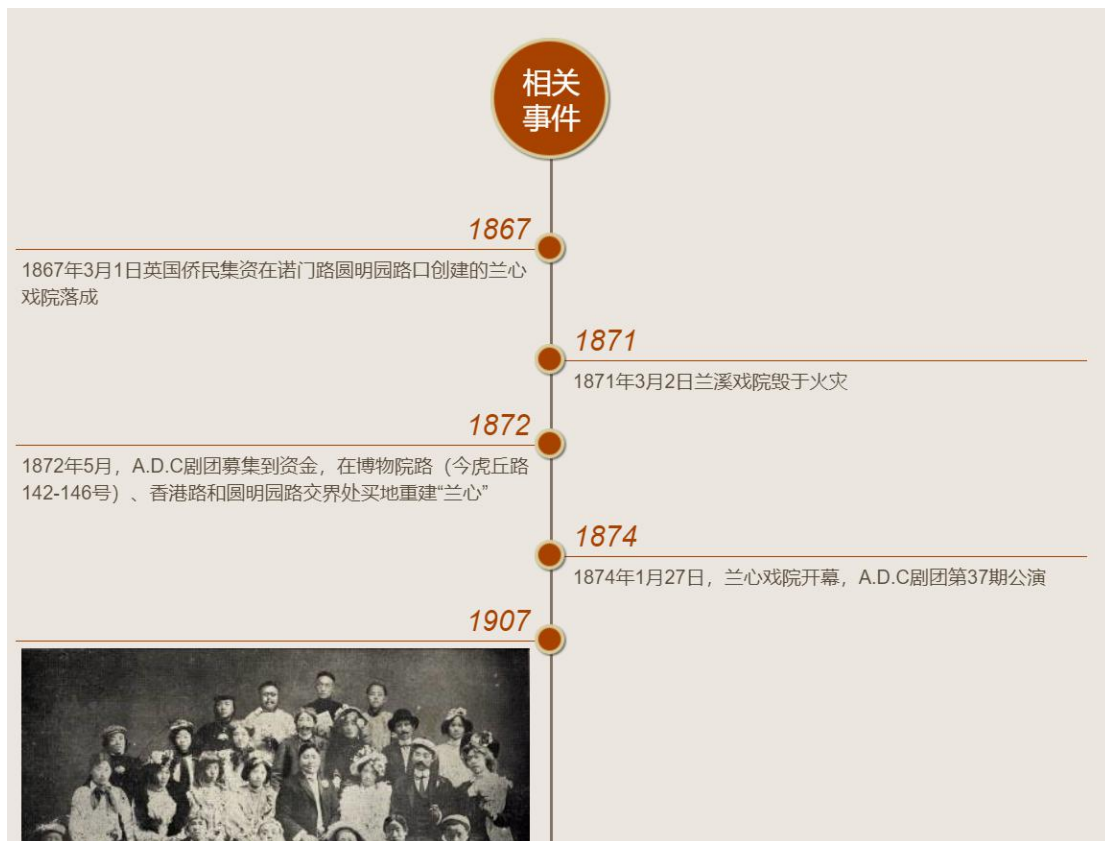 相关
事件
1867
1867年3月1日英国侨民集资在诺门路圆明园路口创建的兰心
戏院落成
1871
1871年3月2日兰溪戏院毁于火灾
1872
1872年5月，A.D.C剧团募集到资金，在博物院路（今虎丘路
142-146号）、香港路和圆明园路交界处买地重建“兰心”
1874
1874年1月27日，兰心戏院开幕，A.D.C剧团第37期公演
1907